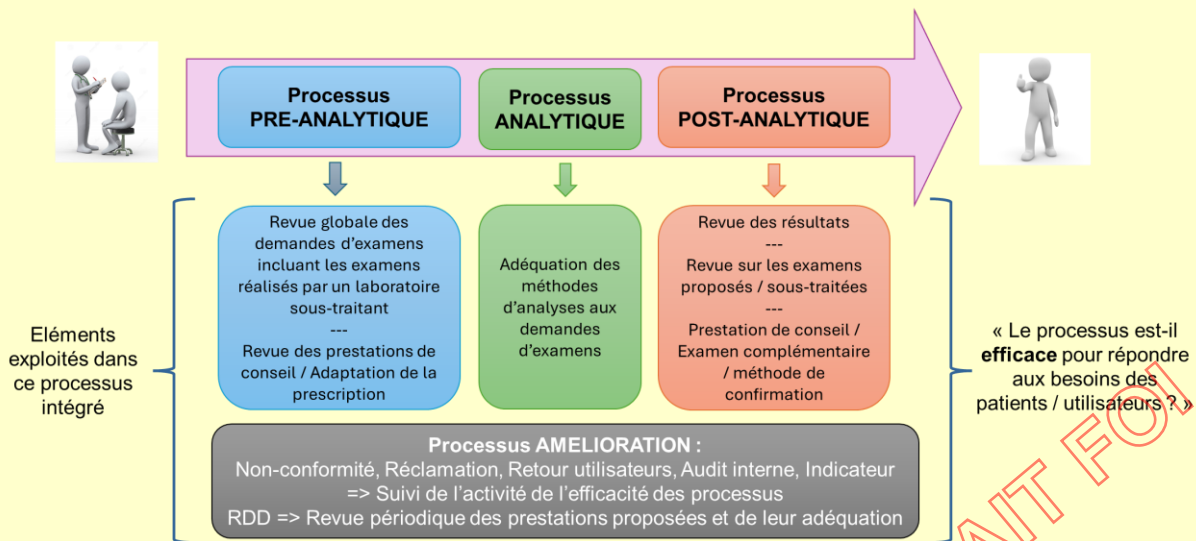 Processus
PRE-ANALYTIQUE
Processus
ANALYTIQUE
Processus
POST-ANALYTIQUE
Revue globale des
demandes d'examens
incluant les examens
réalisés par un laboratoire
sous-traitant
---
Revue des prestations de
conseil / Adaptation de la
prescription
Adéquation des
méthodes
d'analyses aux
demandes
d'examens
Revue des résultats
---
Revue sur les examens
proposés / sous-traitées
---
Prestation de conseil /
Examen complémentaire
/ méthode de
confirmation
Eléments
exploités dans
ce processus
intégré
« Le processus est-il
efficace pour répondre
aux besoins des
patients / utilisateurs ? »
Processus AMELIORATION :
Non-conformité, Réclamation, Retour utilisateurs, Audit interne, Indicateur
=> Suivi de l'activité de l'efficacité des processus
RDD => Revue périodique des prestations proposées et de leur adéquation
AIT FOI